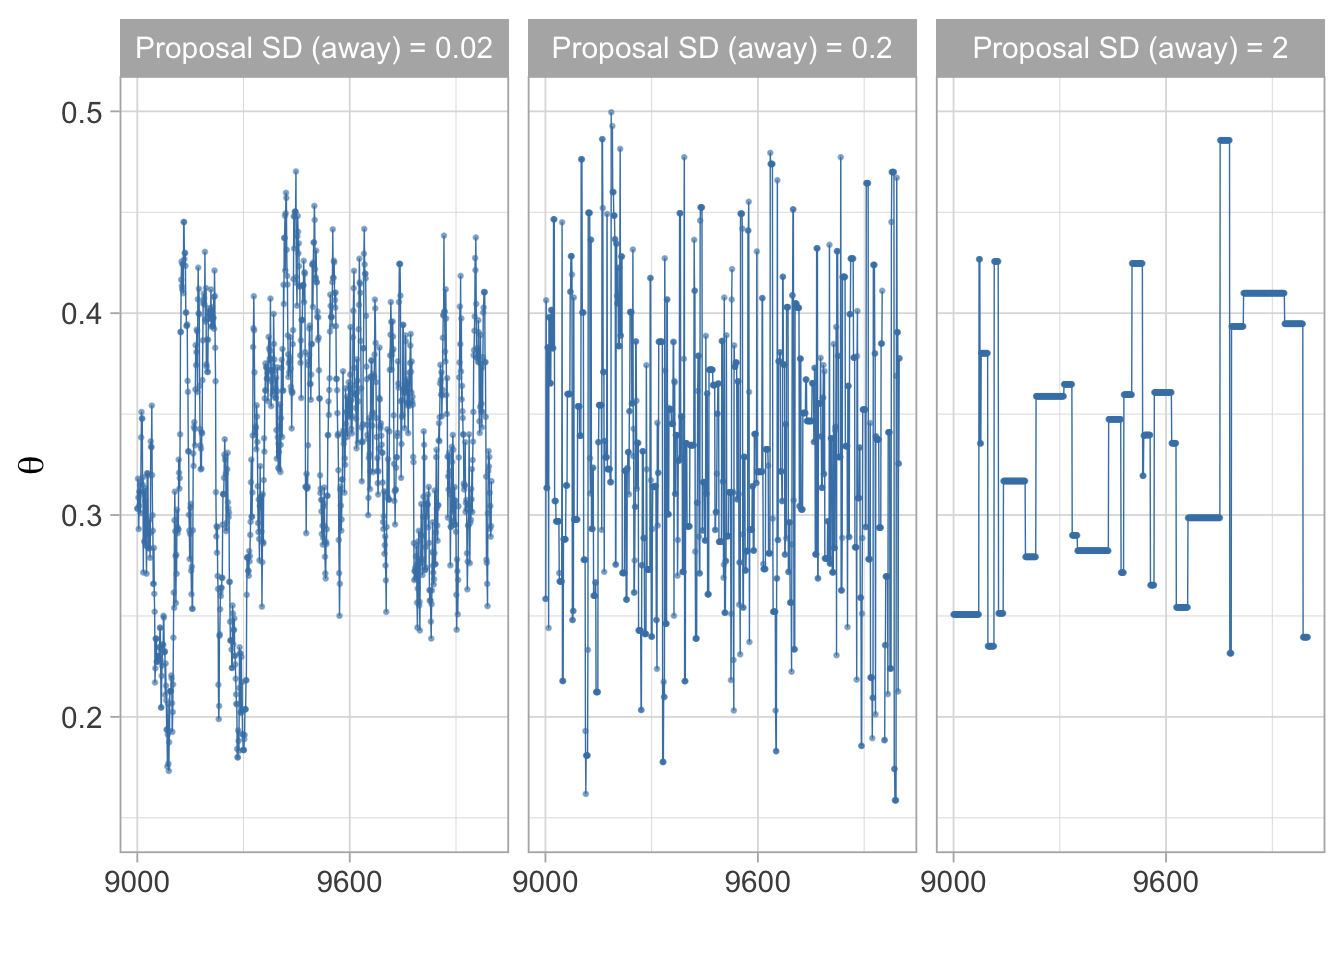 Proposal SD (away) = 0.02
Proposal SD (away) = 0.2
Proposal SD (away) = 2
0.5
0.4
0.3
0.2
θ
9000 9600 9000 9600 9000 9600